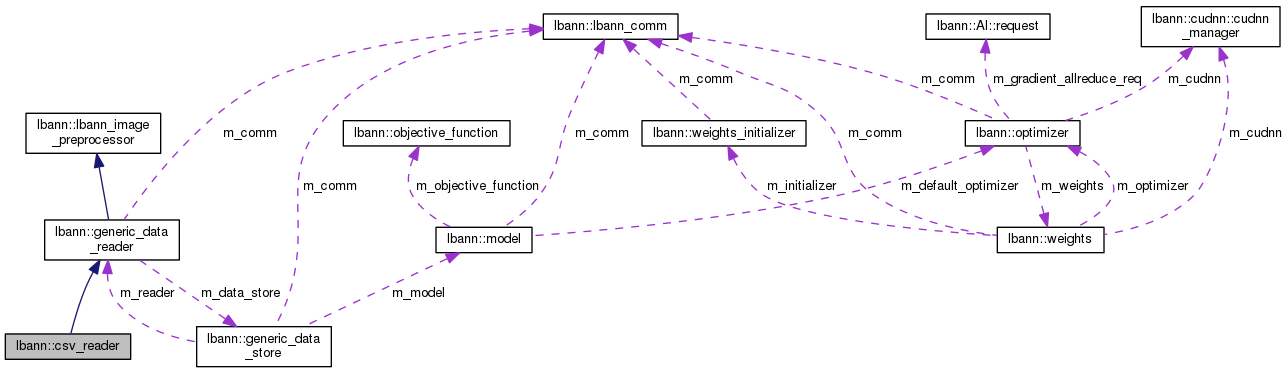 lbann::lbann_comm
lbann::Al::request
lbann::cudnn::cudnn
_manager
m_comm
m_gradient_allreduce_req
m_cudnn
lbann::lbann_image
_preprocessor
m_comm
lbann::objective_function
m_comm
lbann::weights_initializer
m_comm
lbann::optimizer
m_cudnn
m_comm
m_objective_function
m_initializer
m_default_optimizer
m_weights
m_optimizer
lbann::generic_data
_reader
lbann::model
lbann::weights
m_reader
m_data_store
m_model
lbann::csv_reader
lbann::generic_data
_store
m_comm